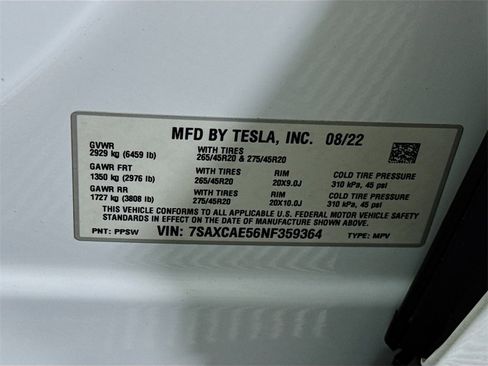 MFD BY TESLA, INC. 08/22
GVWR
2929 kg (6459 lb)
WITH TIRES
265/45R20 & 275/45R20
GAWR FRT
1350 kg (2976 lb)
WITH TIRES
265/45R20
RIM
20X9.0J
COLD TIRE PRESSURE
310 kPa, 45 psi
GAWR RR
1727 kg (3808 lb)
WITH TIRES
275/45R20
RIM
20X10.0J
COLD TIRE PRESSURE
310 kPa, 45 psi
THIS VEHICLE CONFORMS TO ALL APPLICABLE U.S. FEDERAL MOTOR VEHICLE SAFETY
STANDARDS IN EFFECT ON THE DATE OF MANUFACTURE SHOWN ABOVE.
PNT: PPSW VIN: 7SAXCAE56NF359364 TYPE: MPV